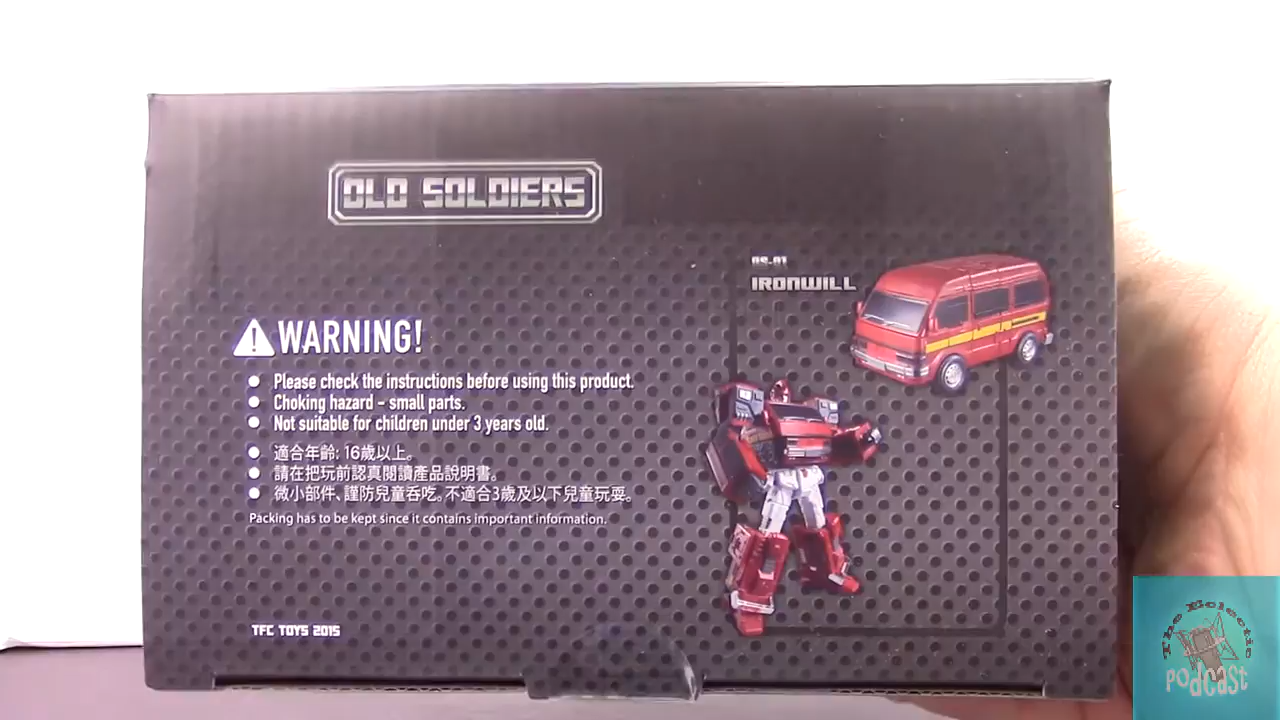 OLD SOLDIERS
OS-01
IRONWILL
WARNING!
Please check the instructions before using this product.
Choking hazard - small parts.
Not suitable for children under 3 years old.
適合年齡: 16歲以上。
請在把玩前認真閱讀產品說明書。
微小部件、謹防兒童吞吃。不適合3歲及以下兒童玩耍。
Packing has to be kept since it contains important information.
TFC TOYS 2015
The Eclectic
PODCASt